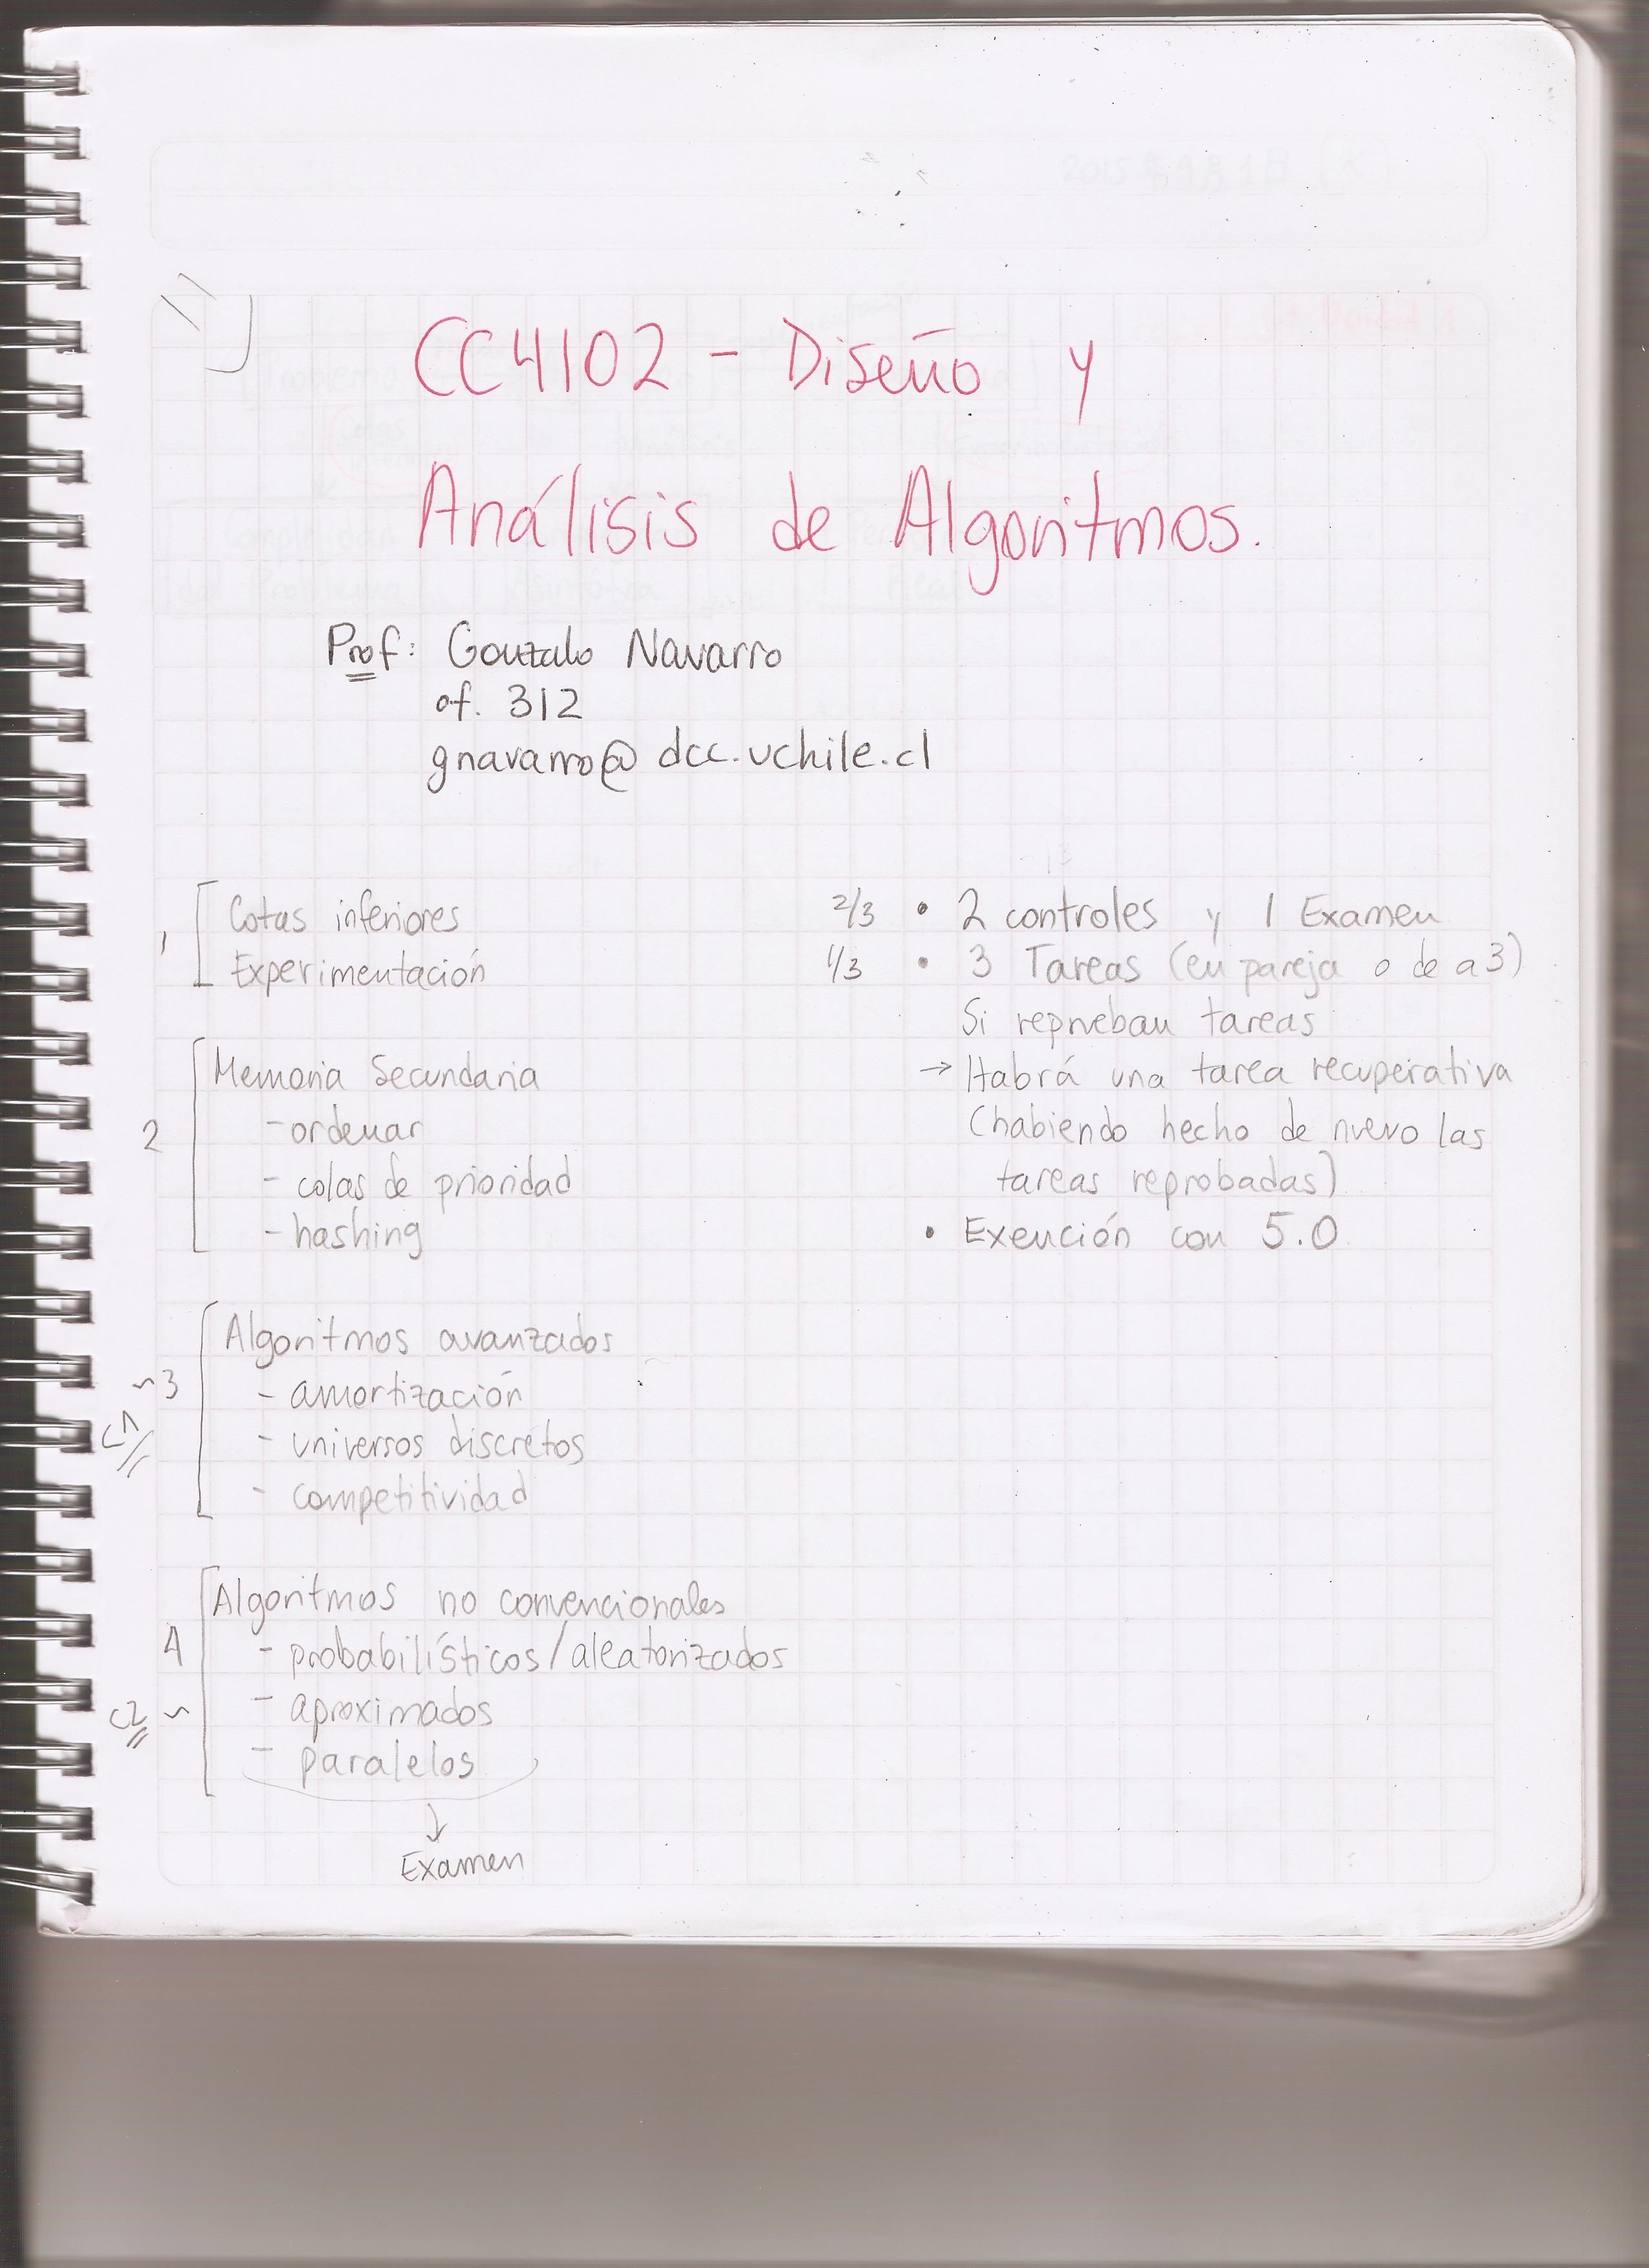 CC4102 - Diseño y
Análisis de Algoritmos.
Prof: Gonzalo Navarro
of. 312
gnavarro@dcc.uchile.cl
1
Cotas inferiores
Experimentación
2
Memoria Secundaria
- ordenar
- colas de prioridad
- hashing
~3
C1
Algoritmos avanzados
- amortización
- universos discretos
- competitividad
4
C2 ~
Algoritmos no convencionales
- probabilísticos/aleatorizados
- aproximados
- paralelos
↓
Examen
2/3 • 2 controles y 1 Examen
1/3 • 3 Tareas (en pareja o de a 3)
Si reprueban tareas
→ Habrá una tarea recuperativa
(habiendo hecho de nuevo las
tareas reprobadas)
• Exención con 5.0